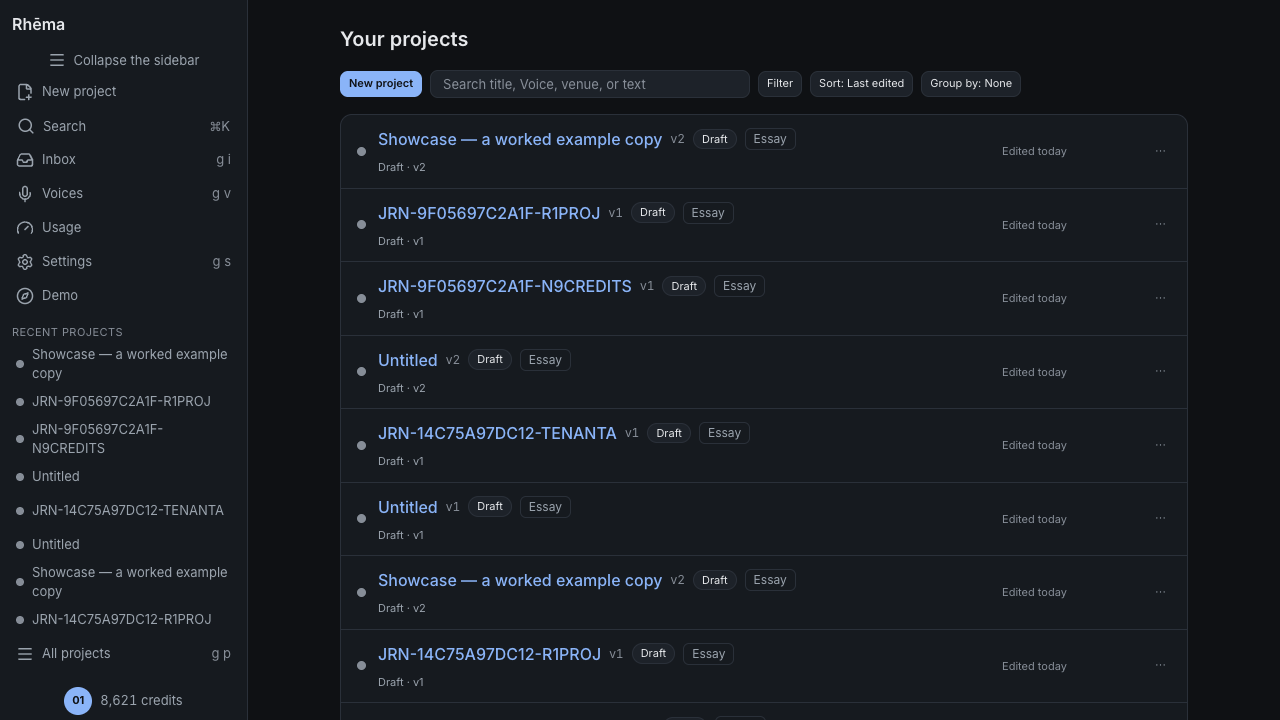 Rhēma
Collapse the sidebar
New project
Search ⌘K
Inbox g i
Voices g v
Usage
Settings g s
Demo
RECENT PROJECTS
Showcase — a worked example
copy
JRN-9F05697C2A1F-R1PROJ
JRN-9F05697C2A1F-
N9CREDITS
Untitled
JRN-14C75A97DC12-TENANTA
Untitled
Showcase — a worked example
copy
JRN-14C75A97DC12-R1PROJ
All projects g p
01 8,621 credits
Your projects
New project Search title, Voice, venue, or text Filter Sort: Last edited Group by: None
Showcase — a worked example copy v2 Draft Essay
Draft · v2
Edited today ...
JRN-9F05697C2A1F-R1PROJ v1 Draft Essay
Draft · v1
Edited today ...
JRN-9F05697C2A1F-N9CREDITS v1 Draft Essay
Draft · v1
Edited today ...
Untitled v2 Draft Essay
Draft · v2
Edited today ...
JRN-14C75A97DC12-TENANTA v1 Draft Essay
Draft · v1
Edited today ...
Untitled v1 Draft Essay
Draft · v1
Edited today ...
Showcase — a worked example copy v2 Draft Essay
Draft · v2
Edited today ...
JRN-14C75A97DC12-R1PROJ v1 Draft Essay
Draft · v1
Edited today ...